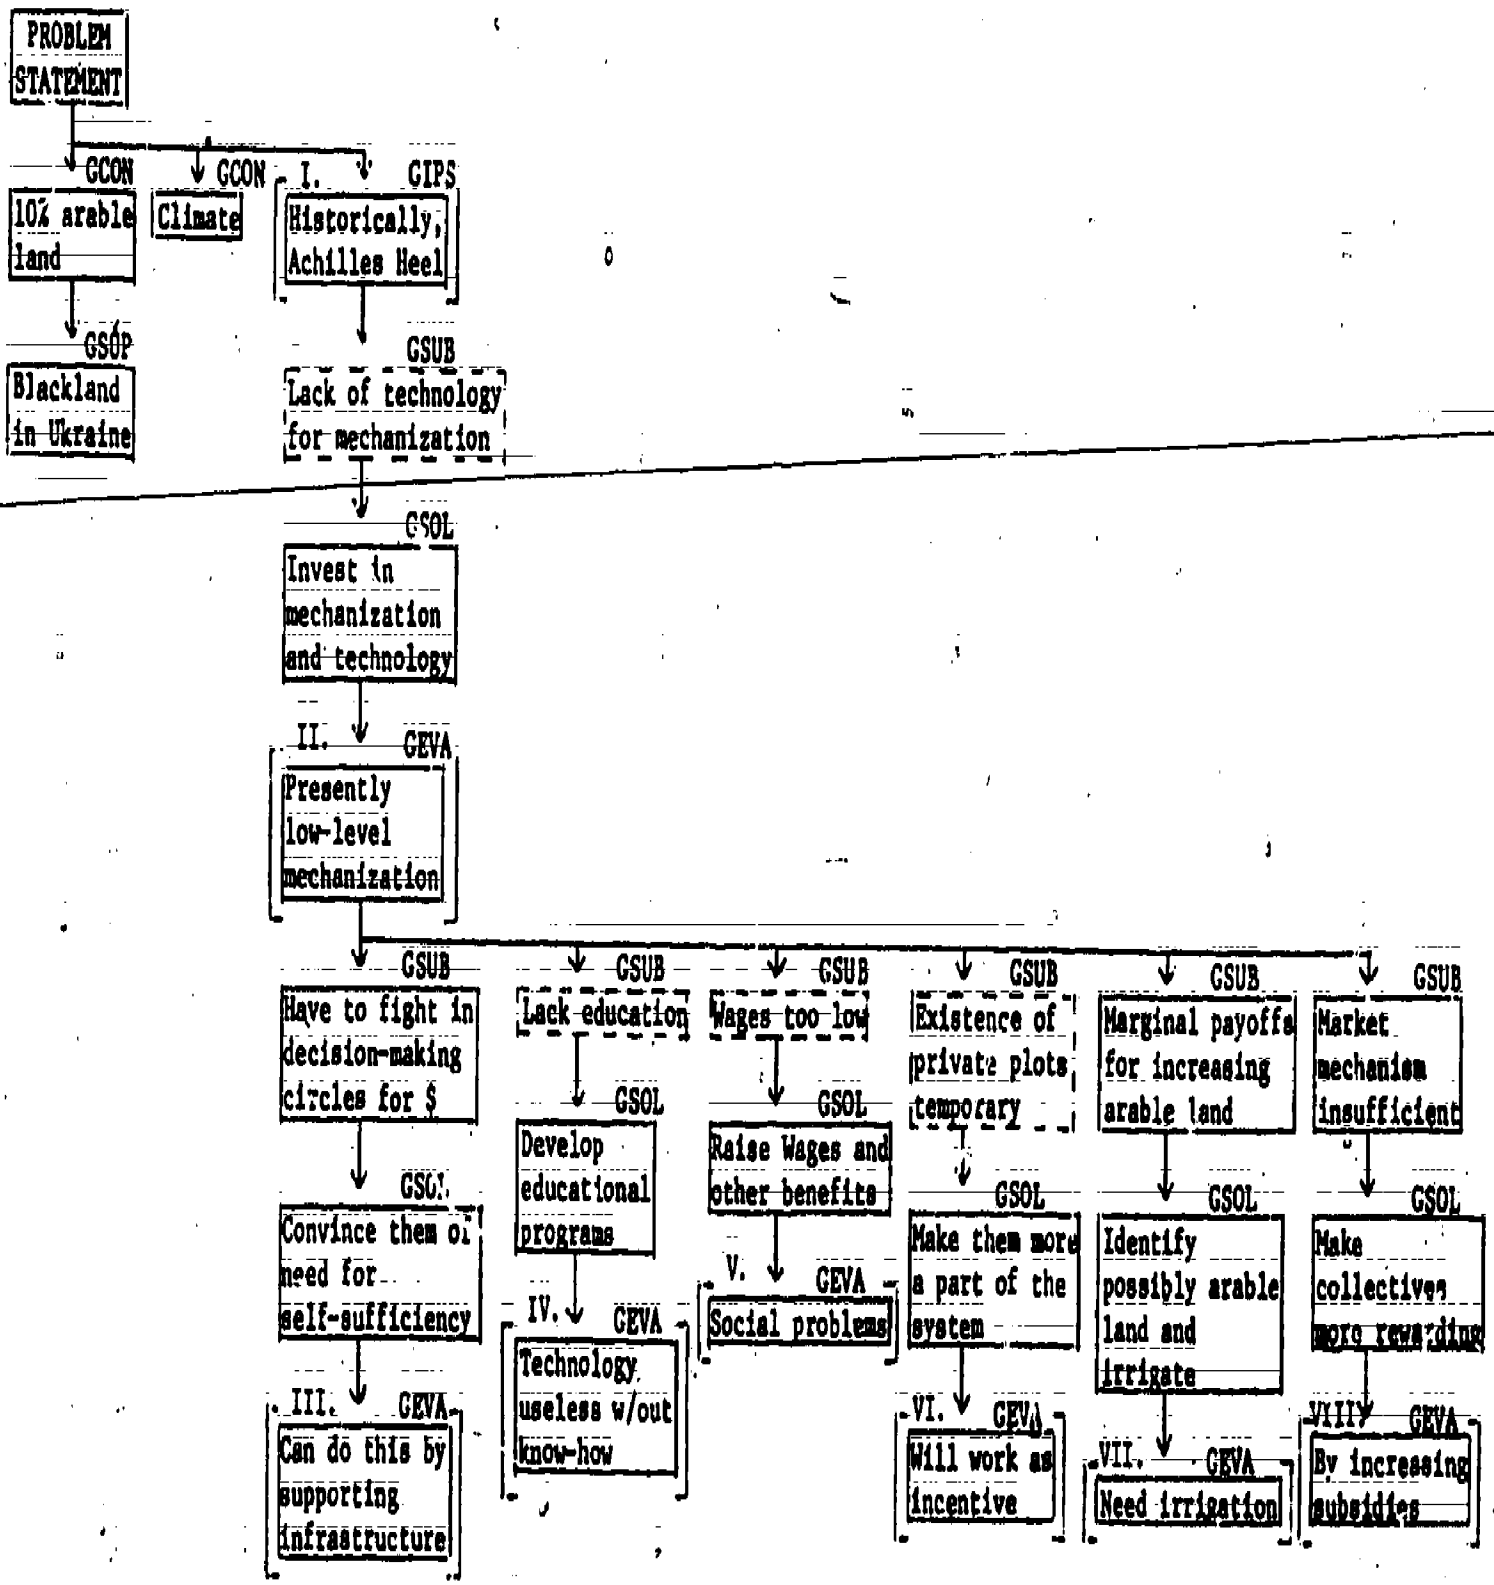 PROBLEM
STATEMENT
GCON
10% arable
land
GCON
Climate
I. GIPS
Historically,
Achilles Heel
GSOP
Blackland
in Ukraine
GSUB
Lack of technology
for mechanization
GSOL
Invest in
mechanization
and technology
II. GEVA
Presently
low-level
mechanization
GSUB
Have to fight in
decision-making
circles for $
GSUB
Lack education
GSUB
Wages too low
GSUB
Existence of
private plots
temporary
GSUB
Marginal payoffs
for increasing
arable land
GSUB
Market
mechanism
insufficient
GSOL
Convince them of
need for
self-sufficiency
GSOL
Develop
educational
programs
GSOL
Raise Wages and
other benefits
GSOL
Make them more
a part of the
system
GSOL
Identify
possibly arable
land and
irrigate
GSOL
Make
collectives
more rewarding
III. GEVA
Can do this by
supporting
infrastructure
IV. GEVA
Technology
useless w/out
know-how
V. GEVA
Social problems
VI. GEVA
Will work as
incentive
VII. GEVA
Need irrigation
VIII. GEVA
By increasing
subsidies